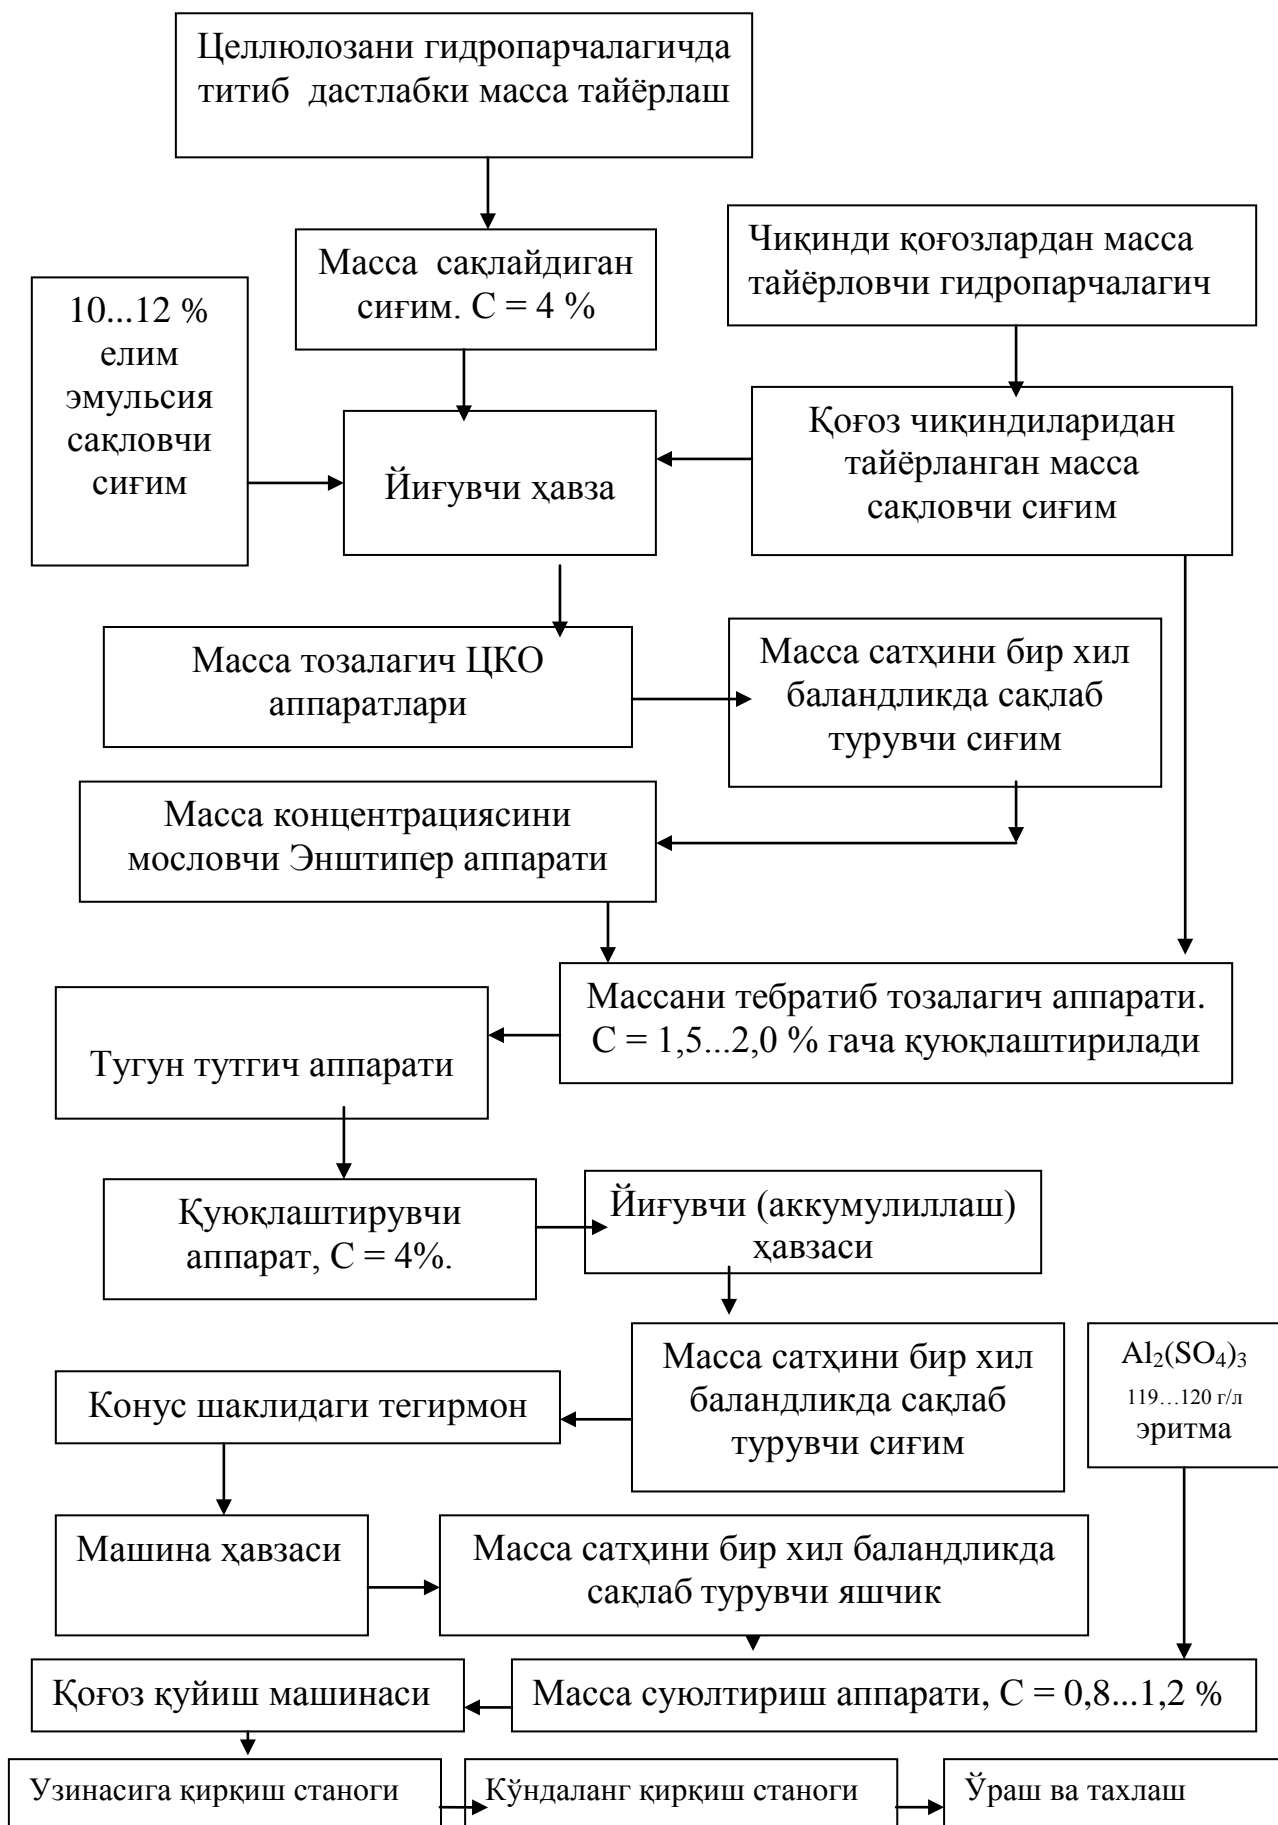 Целлюлозани гидропарчалагичда
титиб дастлабки масса тайёрлаш
Масса сақлайдиган
сиғим. С = 4 %
Чиқинди қоғозлардан масса
тайёрловчи гидропарчалагич
10...12 %
елим
эмульсия
сақловчи
сиғим
Йиғувчи ҳавза
Қоғоз чиқиндиларидан
тайёрланган масса
сақловчи сиғим
Масса тозалагич ЦКО
аппаратлари
Масса сатҳини бир хил
баландликда сақлаб
турувчи сиғим
Масса концентрациясини
мословчи Энштипер аппарати
Массани тебратиб тозалагич аппарати.
С = 1,5...2,0 % гача қуюқлаштирилади
Тугун тутгич аппарати
Қуюқлаштирувчи
аппарат, С = 4%.
Йиғувчи (аккумулиллаш)
ҳавзаси
Масса сатҳини бир хил
баландликда сақлаб
турувчи сиғим
Al₂(SO₄)₃
119…120 г/л
эритма
Конус шаклидаги тегирмон
Машина ҳавзаси
Масса сатҳини бир хил баландликда
сақлаб турувчи яшчик
Қоғоз қуйиш машинаси
Масса суюлтириш аппарати, С = 0,8...1,2 %
Узинасига қирқиш станоги
Кўндаланг қирқиш станоги
Ўраш ва тахлаш